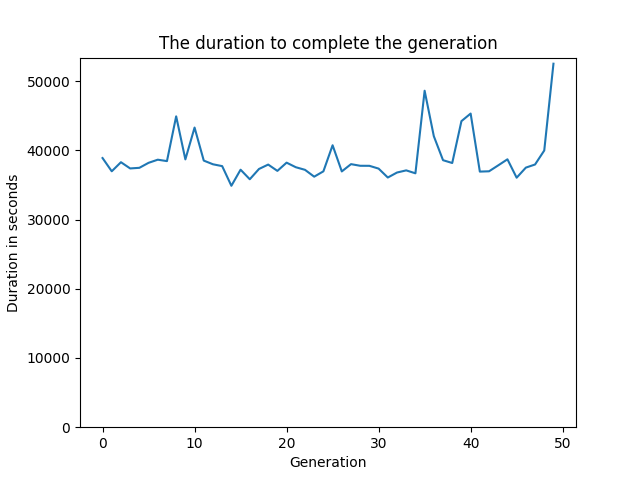 The duration to complete the generation
50000
40000
30000
20000
10000
0
Duration in seconds
0 10 20 30 40 50
Generation